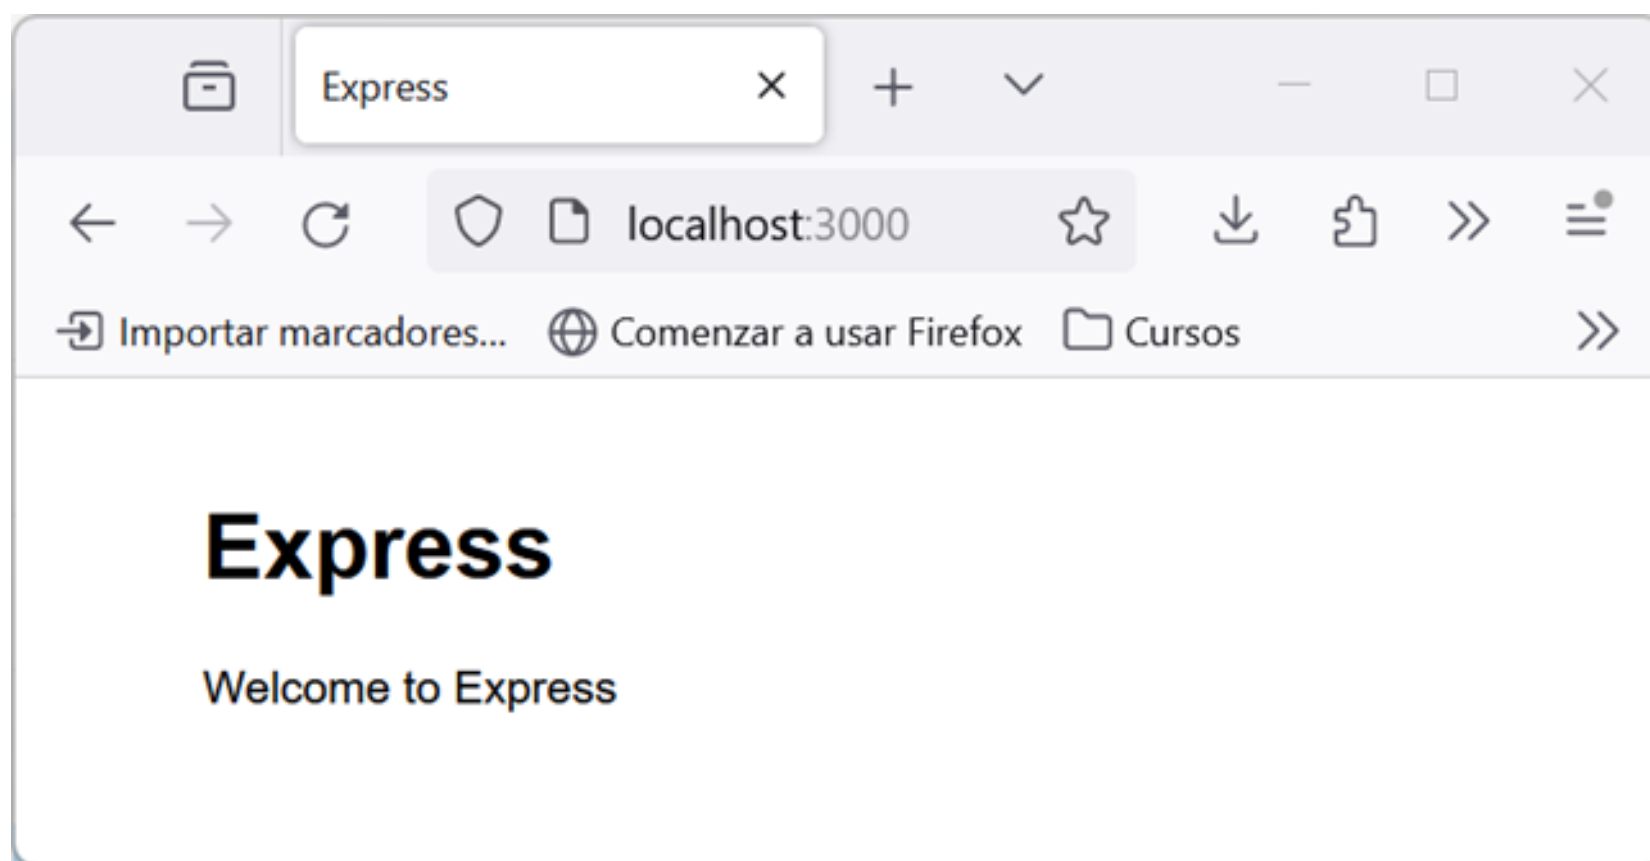 Express
localhost:3000
Importar marcadores... Comenzar a usar Firefox Cursos
Express
Welcome to Express